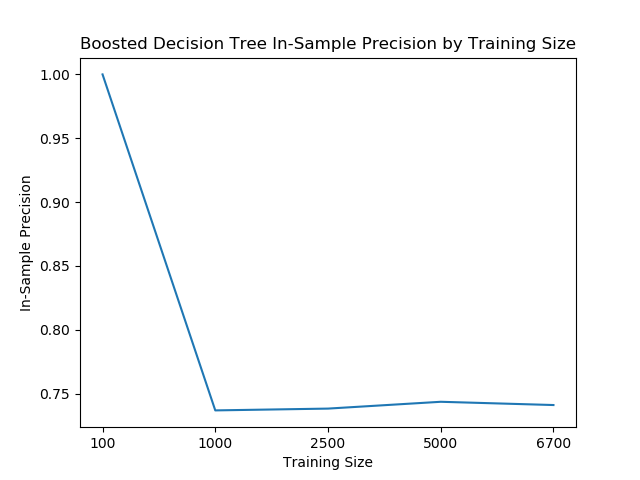 Boosted Decision Tree In-Sample Precision by Training Size
1.00
0.95
0.90
0.85
0.80
0.75
In-Sample Precision
100 1000 2500 5000 6700
Training Size